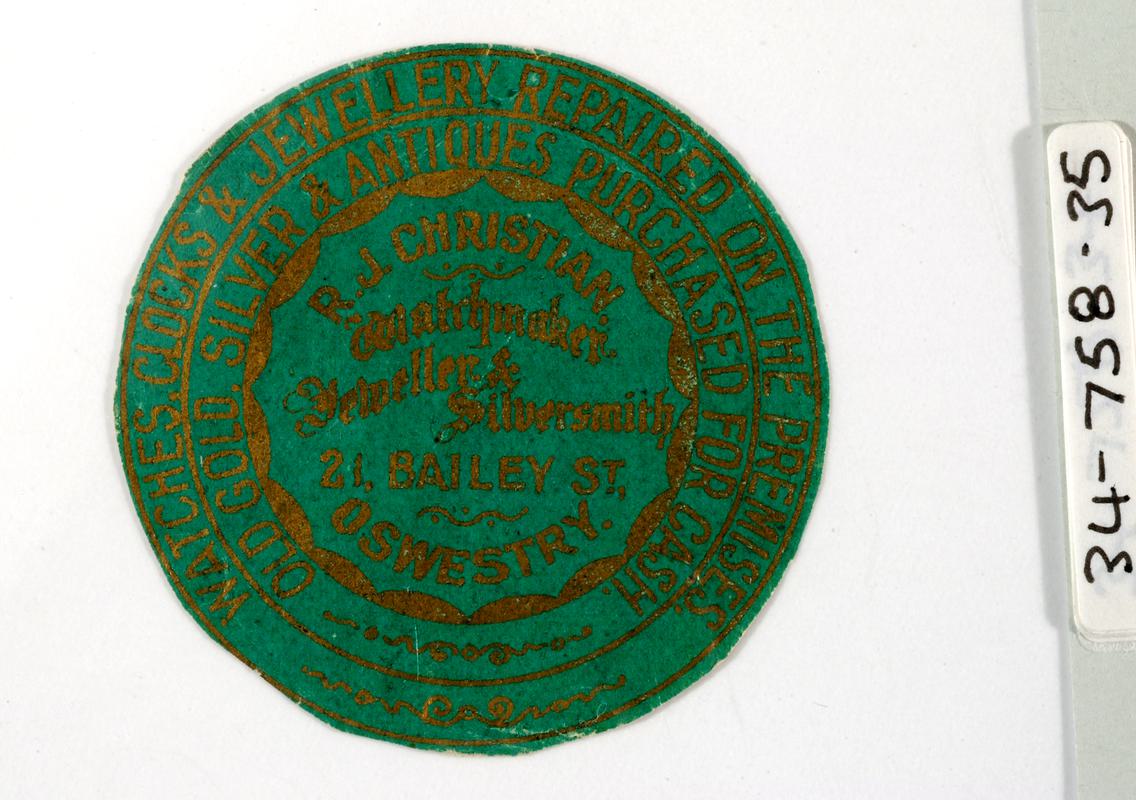 WATCHES, CLOCKS & JEWELLERY REPAIRED ON THE PREMISES.
OLD GOLD, SILVER & ANTIQUES PURCHASED FOR CASH.
R. J. CHRISTIAN
Watchmaker,
Jeweller, &
Silversmith
21, BAILEY ST,
OSWESTRY.
34-758-35